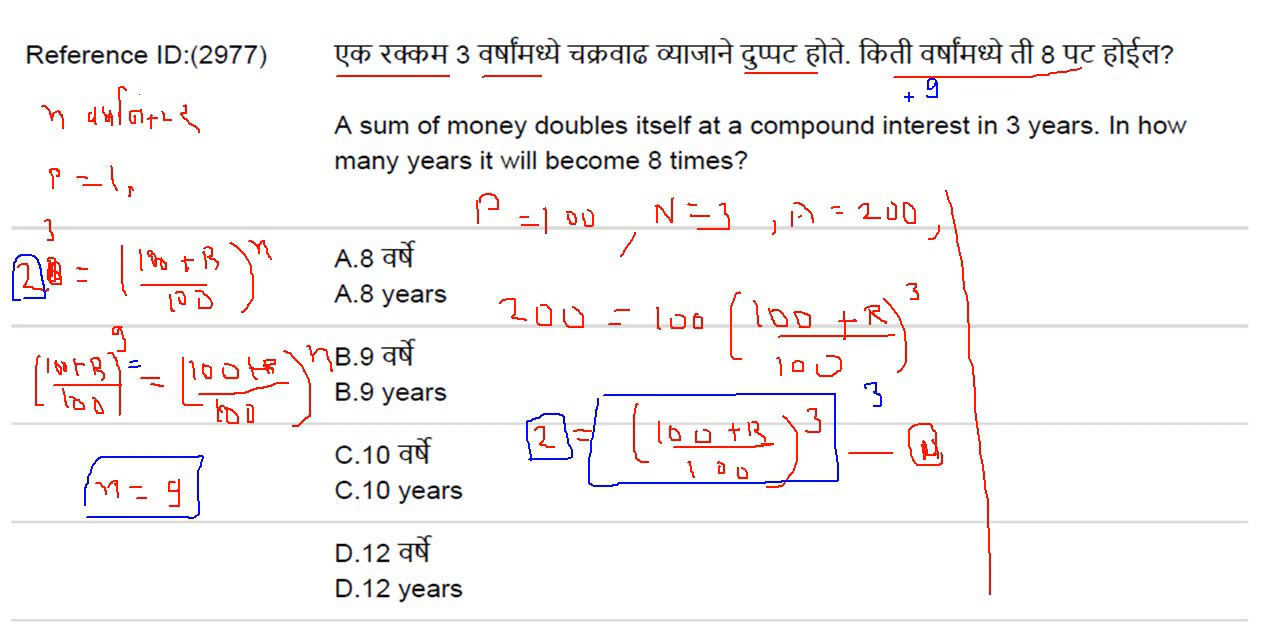 Reference ID:(2977)
एक रक्कम 3 वर्षांमध्ये चक्रवाढ व्याजाने दुप्पट होते. किती वर्षांमध्ये ती 8 पट होईल?
+ 9
A sum of money doubles itself at a compound interest in 3 years. In how
many years it will become 8 times?
n
P = 1,
P = 100, N = 3, A = 200,
A.8 वर्षे
A.8 years
2^3 = (100 + R / 100)^n
200 = 100 (100 + R / 100)^3
B.9 वर्षे
B.9 years
(100+R / 100)^9 = (100+R / 100)^n
3
2 = (100 + R / 100)^3 —
C.10 वर्षे
C.10 years
n = 9
D.12 वर्षे
D.12 years